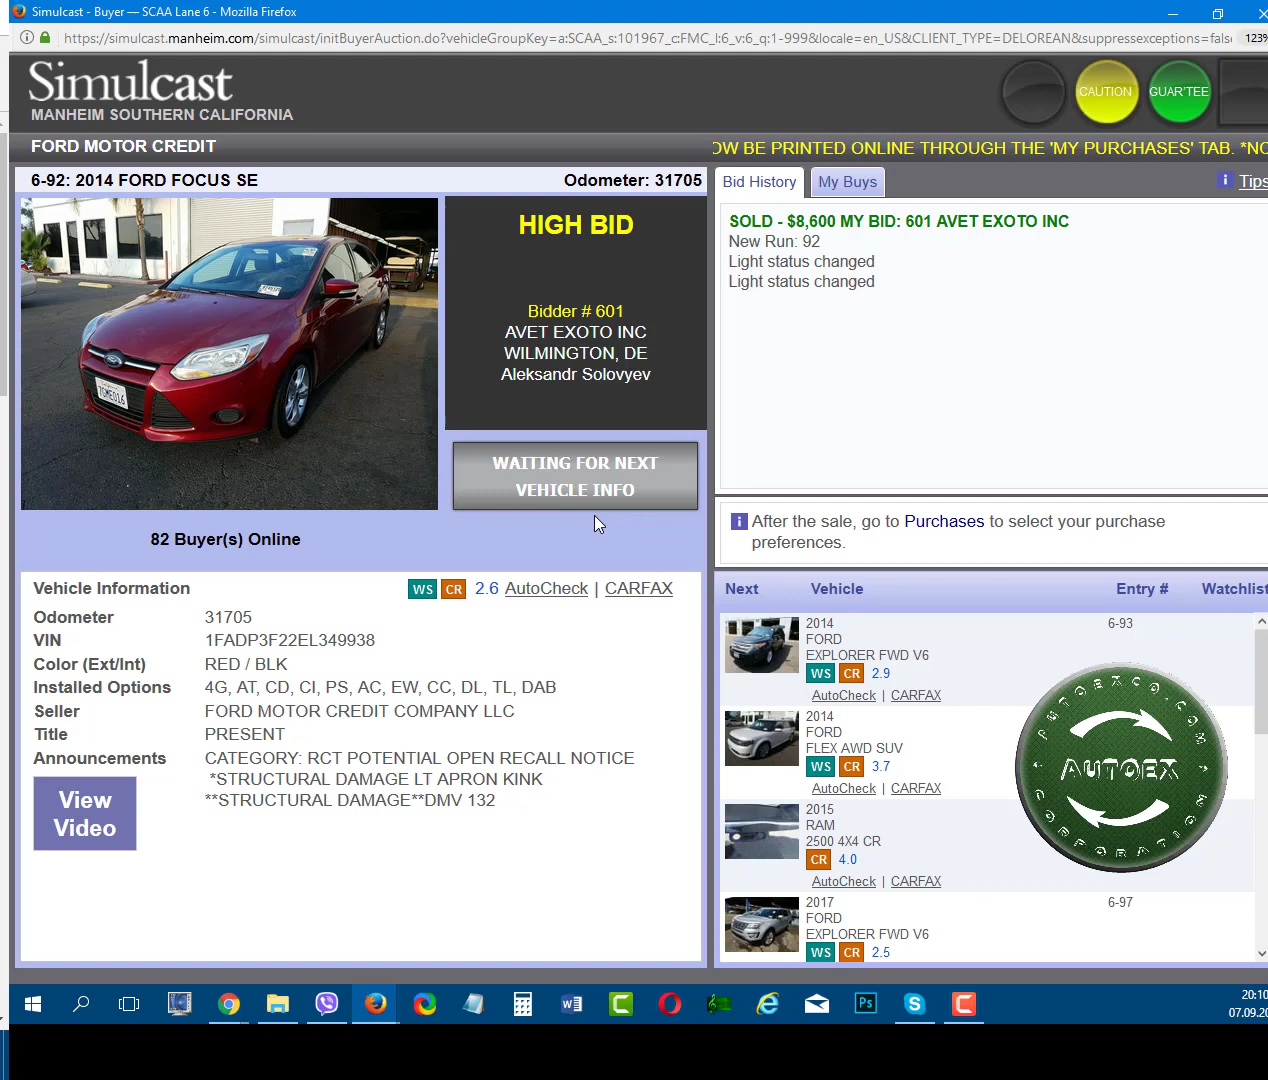 Simulcast - Buyer — SCAA Lane 6 - Mozilla Firefox
https://simulcast.manheim.com/simulcast/initBuyerAuction.do?vehicleGroupKey=a:SCAA_s:101967_c:FMC_l:6_v:6_q:1-999&locale=en_US&CLIENT_TYPE=DELOREAN&suppressexceptions=fals 123%
Simulcast
MANHEIM SOUTHERN CALIFORNIA
CAUTION
GUAR'TEE
FORD MOTOR CREDIT
OW BE PRINTED ONLINE THROUGH THE 'MY PURCHASES' TAB. *NO
6-92: 2014 FORD FOCUS SE
Odometer: 31705
HIGH BID
Bidder # 601
AVET EXOTO INC
WILMINGTON, DE
Aleksandr Solovyev
WAITING FOR NEXT
VEHICLE INFO
82 Buyer(s) Online
Bid History
My Buys
Tips
SOLD - $8,600 MY BID: 601 AVET EXOTO INC
New Run: 92
Light status changed
Light status changed
After the sale, go to Purchases to select your purchase
preferences.
Vehicle Information
WS CR 2.6 AutoCheck | CARFAX
Odometer 31705
VIN 1FADP3F22EL349938
Color (Ext/Int) RED / BLK
Installed Options 4G, AT, CD, CI, PS, AC, EW, CC, DL, TL, DAB
Seller FORD MOTOR CREDIT COMPANY LLC
Title PRESENT
Announcements CATEGORY: RCT POTENTIAL OPEN RECALL NOTICE
*STRUCTURAL DAMAGE LT APRON KINK
**STRUCTURAL DAMAGE**DMV 132
View
Video
Next Vehicle Entry # Watchlist
2014 6-93
FORD
EXPLORER FWD V6
WS CR 2.9
AutoCheck | CARFAX
2014
FORD
FLEX AWD SUV
WS CR 3.7
AutoCheck | CARFAX
2015
RAM
2500 4X4 CR
CR 4.0
AutoCheck | CARFAX
2017 6-97
FORD
EXPLORER FWD V6
WS CR 2.5
AUTOEXCO.COM
AUTOEX
CORPORATION
W
Ps
20:10
07.09.20